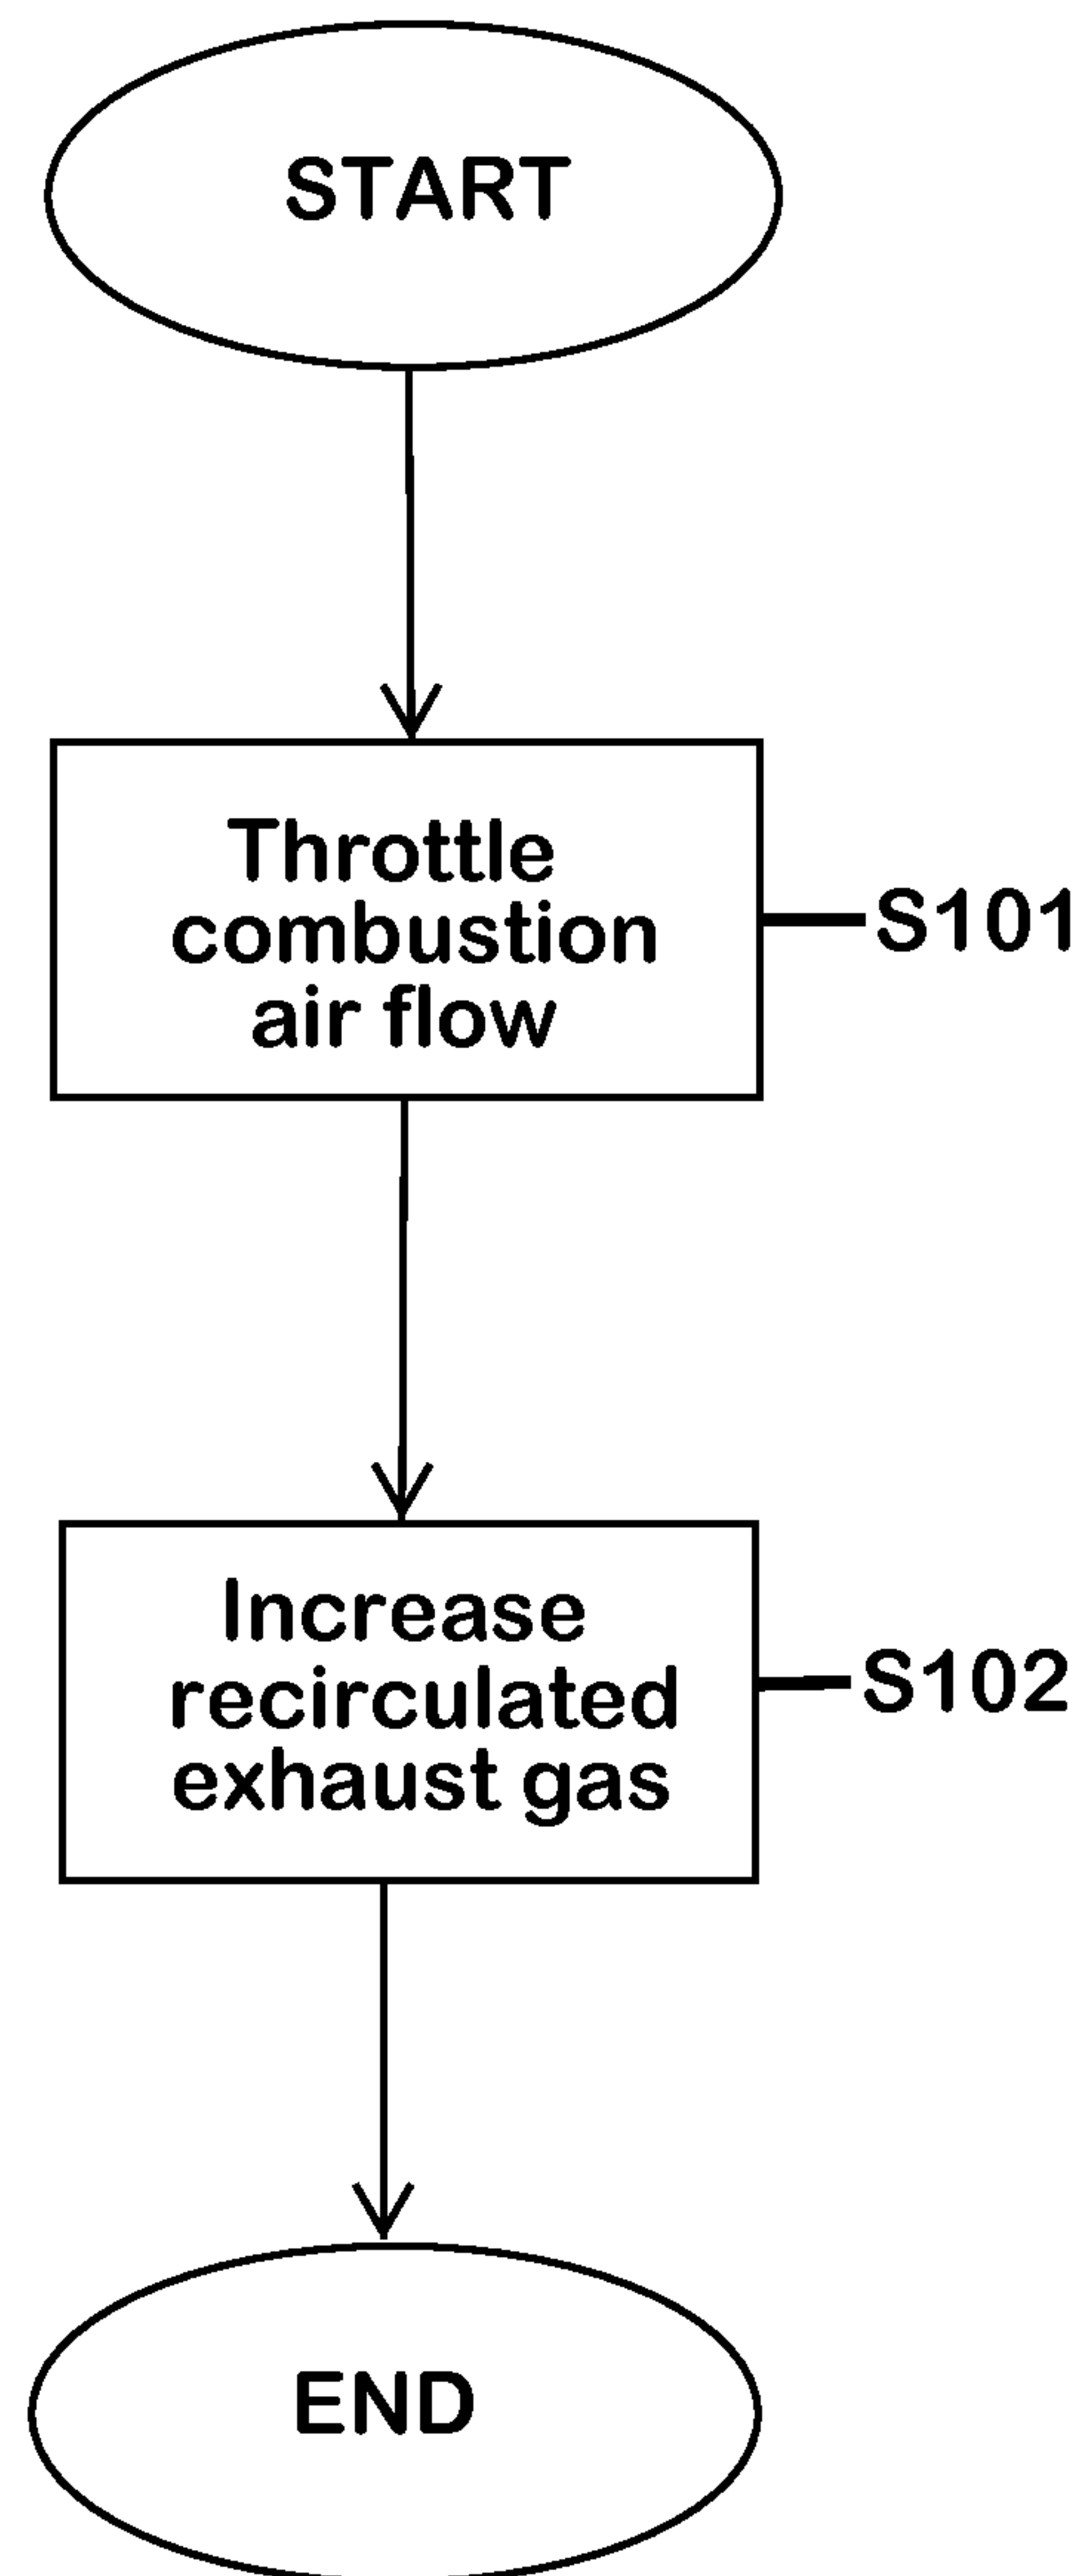 START
Throttle
combustion
air flow
S101
Increase
recirculated
exhaust gas
S102
END